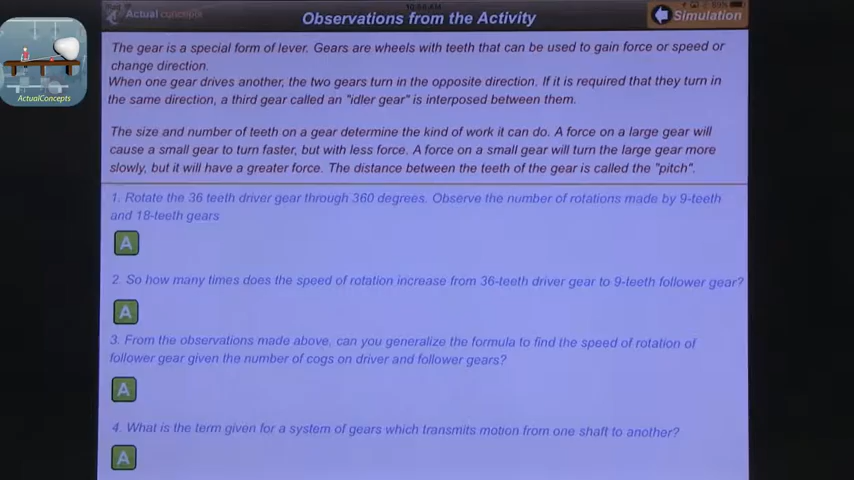 Actual concepts
10:56 AM
Observations from the Activity
Simulation
ActualConcepts
The gear is a special form of lever. Gears are wheels with teeth that can be used to gain force or speed or
change direction.
When one gear drives another, the two gears turn in the opposite direction. If it is required that they turn in
the same direction, a third gear called an "idler gear" is interposed between them.
The size and number of teeth on a gear determine the kind of work it can do. A force on a large gear will
cause a small gear to turn faster, but with less force. A force on a small gear will turn the large gear more
slowly, but it will have a greater force. The distance between the teeth of the gear is called the "pitch".
1. Rotate the 36 teeth driver gear through 360 degrees. Observe the number of rotations made by 9-teeth
and 18-teeth gears
A
2. So how many times does the speed of rotation increase from 36-teeth driver gear to 9-teeth follower gear?
A
3. From the observations made above, can you generalize the formula to find the speed of rotation of
follower gear given the number of cogs on driver and follower gears?
A
4. What is the term given for a system of gears which transmits motion from one shaft to another?
A